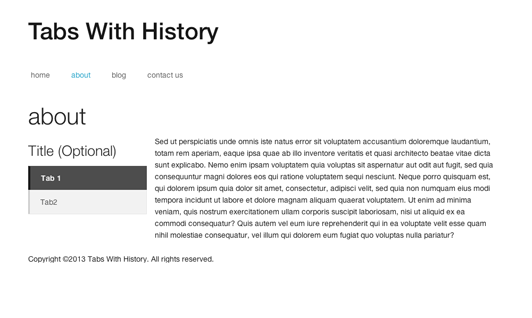 Tabs With History
home about blog contact us
about
Title (Optional)
Tab 1
Tab2
Sed ut perspiciatis unde omnis iste natus error sit voluptatem accusantium doloremque laudantium,
totam rem aperiam, eaque ipsa quae ab illo inventore veritatis et quasi architecto beatae vitae dicta
sunt explicabo. Nemo enim ipsam voluptatem quia voluptas sit aspernatur aut odit aut fugit, sed quia
consequuntur magni dolores eos qui ratione voluptatem sequi nesciunt. Neque porro quisquam est,
qui dolorem ipsum quia dolor sit amet, consectetur, adipisci velit, sed quia non numquam eius modi
tempora incidunt ut labore et dolore magnam aliquam quaerat voluptatem. Ut enim ad minima
veniam, quis nostrum exercitationem ullam corporis suscipit laboriosam, nisi ut aliquid ex ea
commodi consequatur? Quis autem vel eum iure reprehenderit qui in ea voluptate velit esse quam
nihil molestiae consequatur, vel illum qui dolorem eum fugiat quo voluptas nulla pariatur?
Copyright ©2013 Tabs With History. All rights reserved.